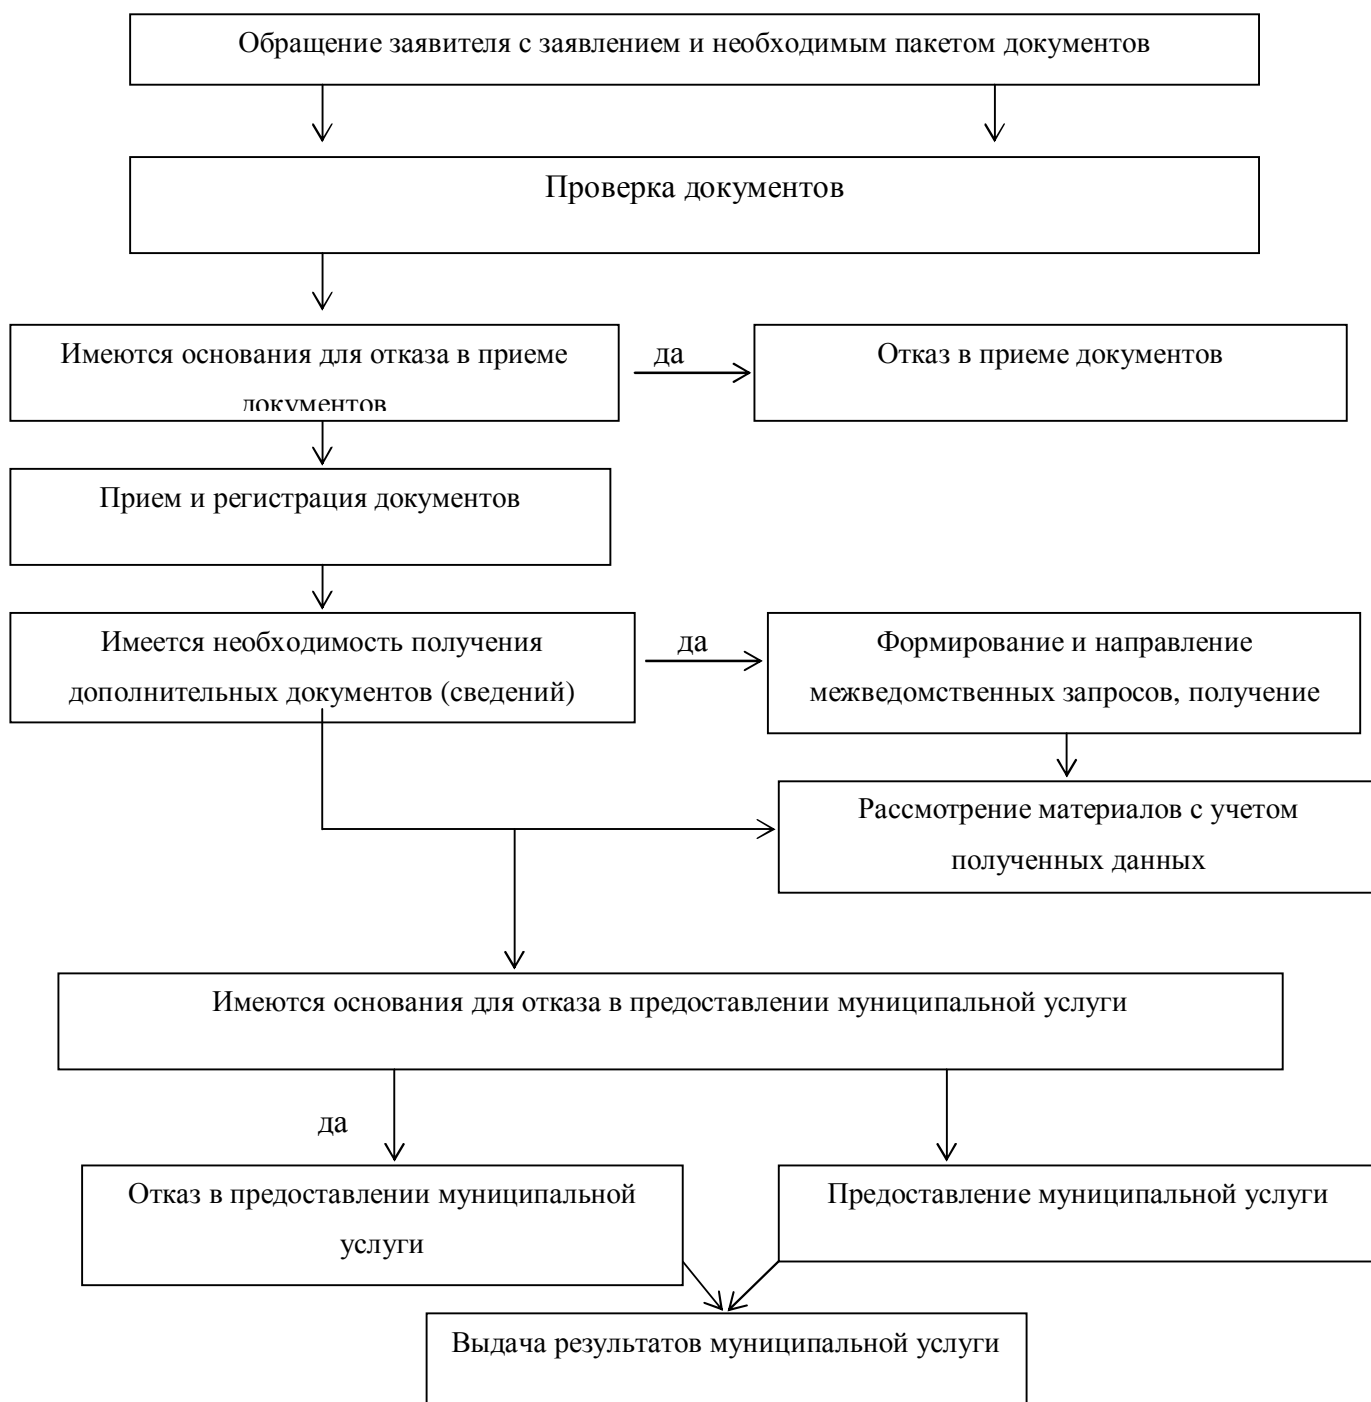 Обращение заявителя с заявлением и необходимым пакетом документов
Проверка документов
Имеются основания для отказа в приеме
документов
да
Отказ в приеме документов
Прием и регистрация документов
Имеется необходимость получения
дополнительных документов (сведений)
да
Формирование и направление
межведомственных запросов, получение
Рассмотрение материалов с учетом
полученных данных
Имеются основания для отказа в предоставлении муниципальной услуги
да
Отказ в предоставлении муниципальной
услуги
Предоставление муниципальной услуги
Выдача результатов муниципальной услуги